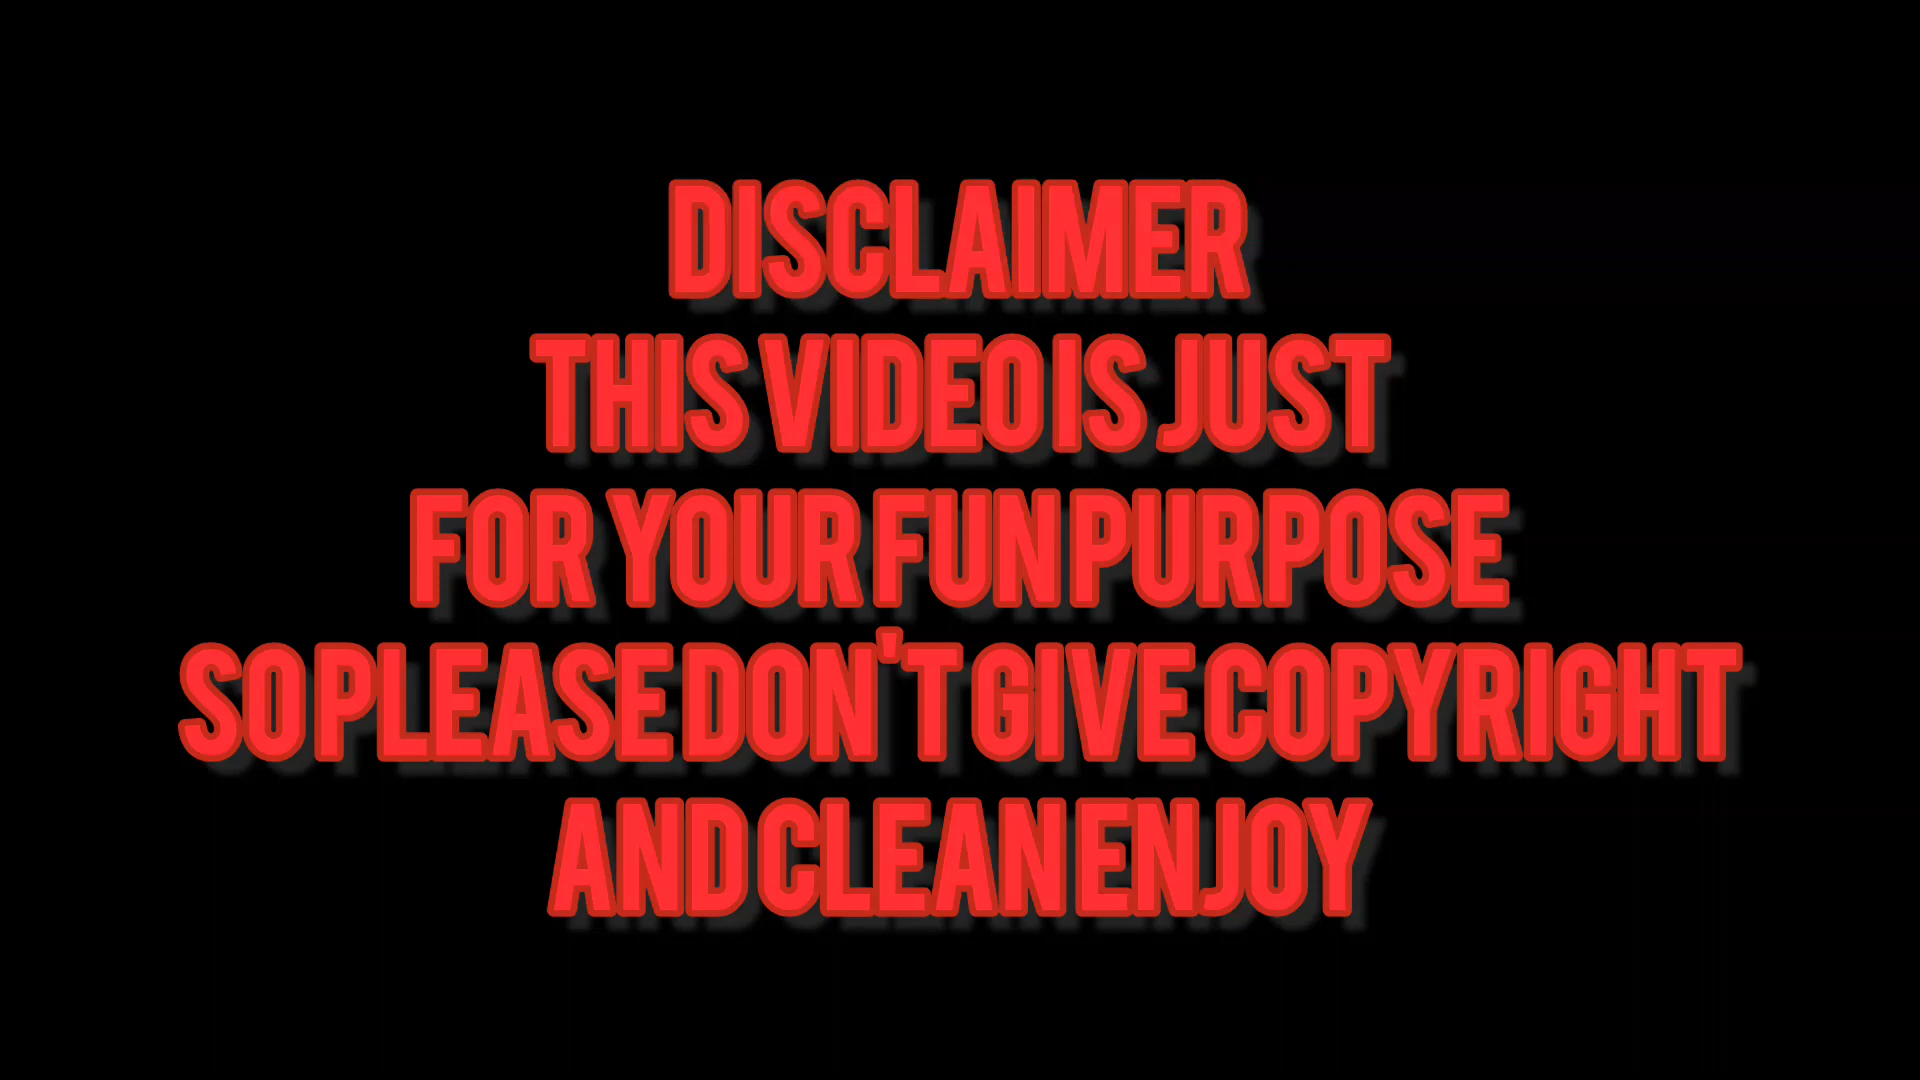 DISCLAIMER
THIS VIDEO IS JUST
FOR YOUR FUN PURPOSE
SO PLEASE DON'T GIVE COPYRIGHT
AND CLEAN ENJOY